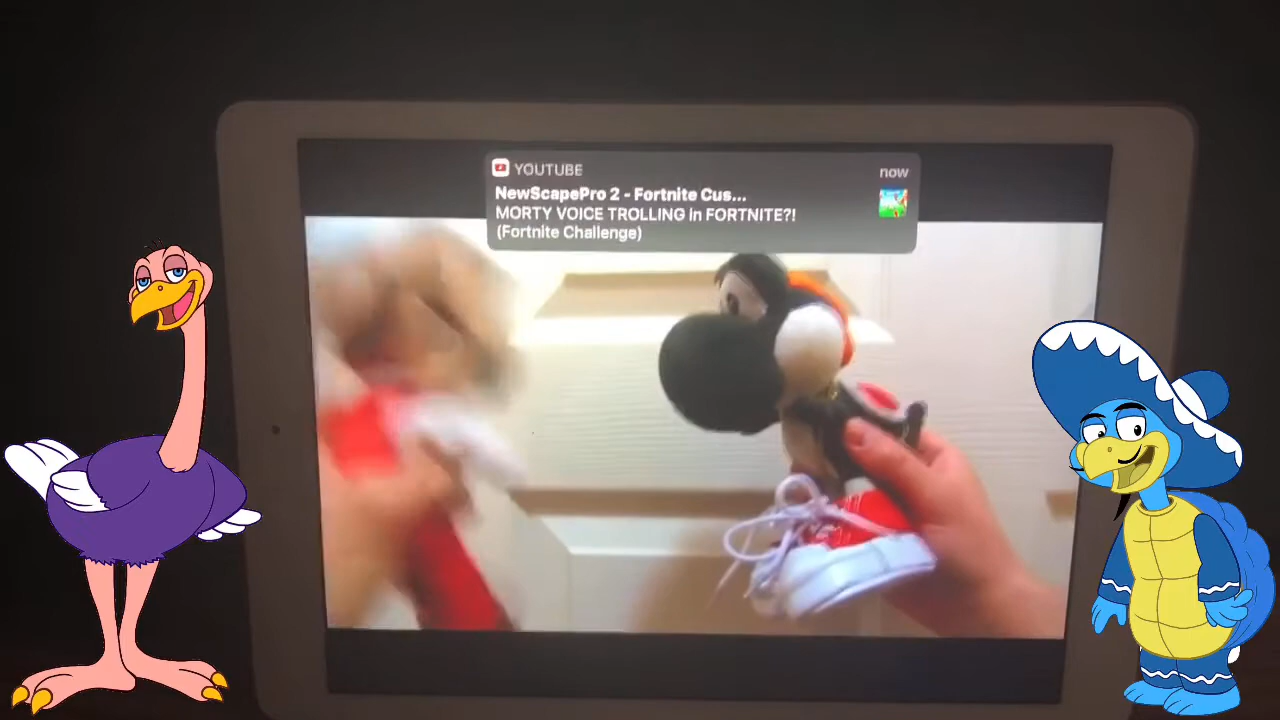 YOUTUBE
now
NewScapePro 2 - Fortnite Cus...
MORTY VOICE TROLLING in FORTNITE?!
(Fortnite Challenge)